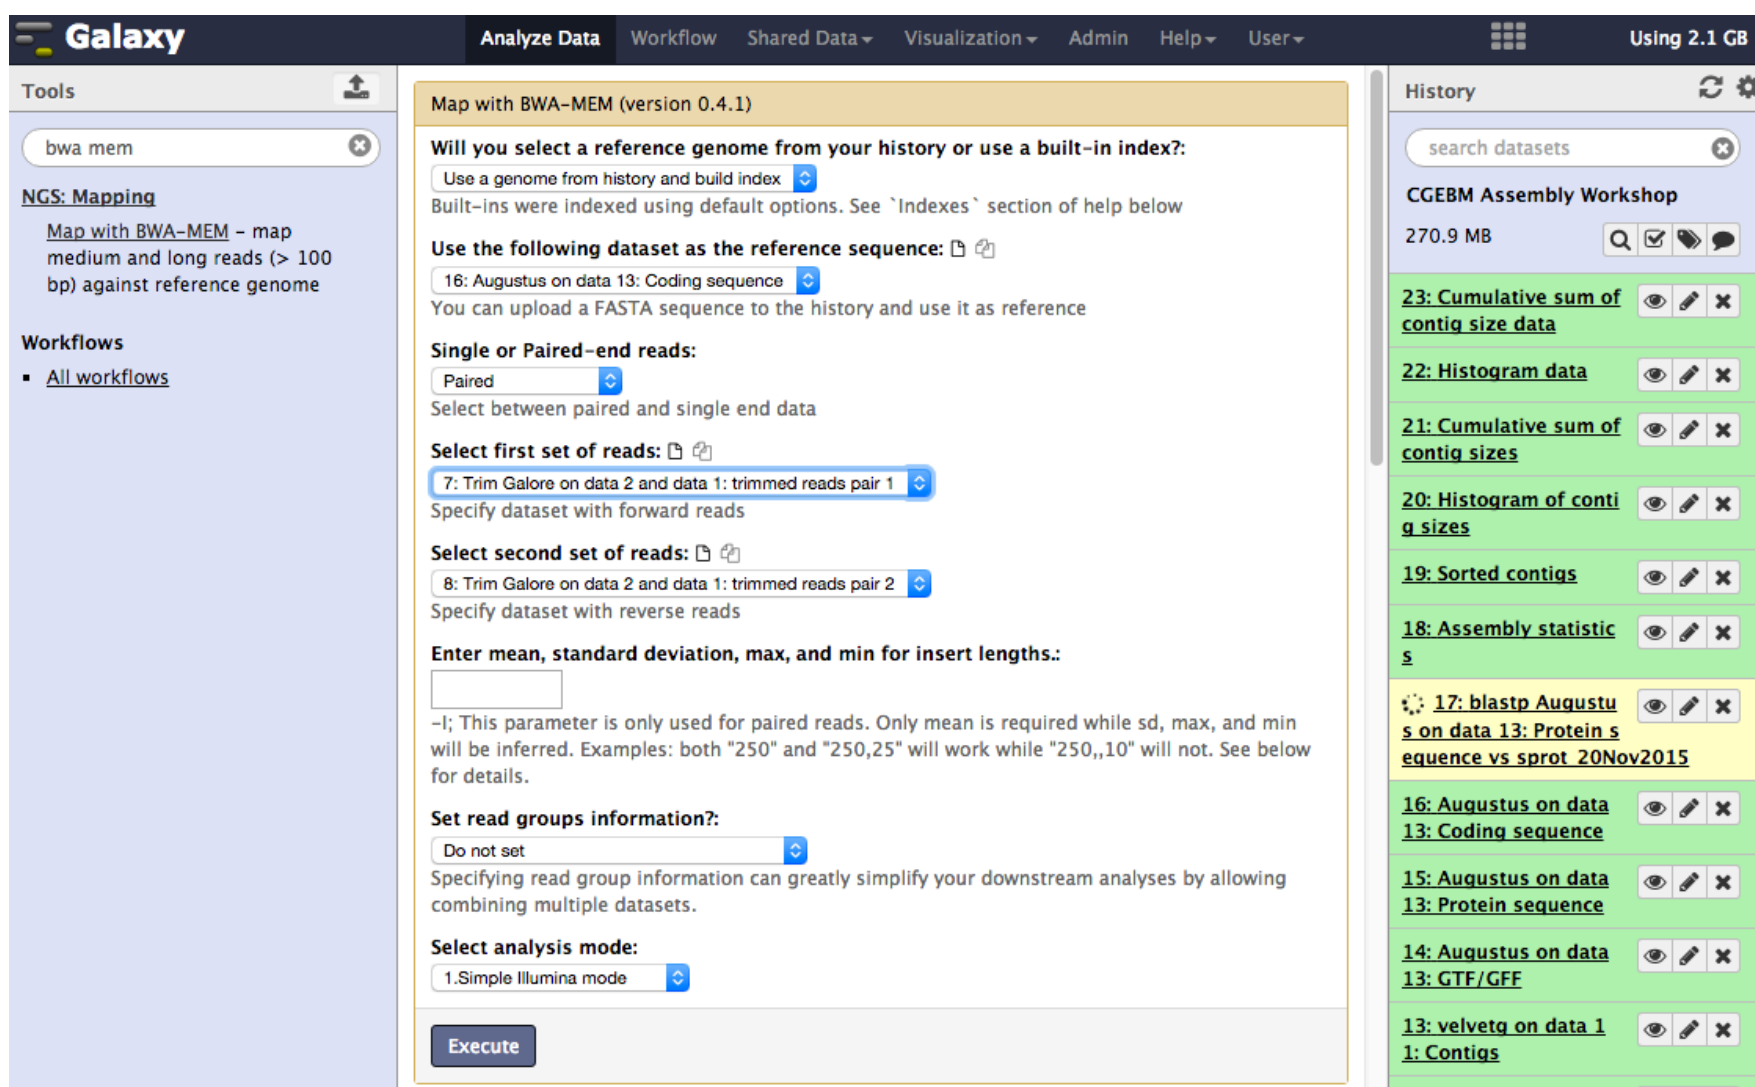 Galaxy
Analyze Data Workflow Shared Data Visualization Admin Help User Using 2.1 GB
Tools
bwa mem
NGS: Mapping
Map with BWA-MEM - map
medium and long reads (> 100
bp) against reference genome
Workflows
All workflows
Map with BWA-MEM (version 0.4.1)
Will you select a reference genome from your history or use a built-in index?:
Use a genome from history and build index
Built-ins were indexed using default options. See `Indexes` section of help below
Use the following dataset as the reference sequence:
16: Augustus on data 13: Coding sequence
You can upload a FASTA sequence to the history and use it as reference
Single or Paired-end reads:
Paired
Select between paired and single end data
Select first set of reads:
7: Trim Galore on data 2 and data 1: trimmed reads pair 1
Specify dataset with forward reads
Select second set of reads:
8: Trim Galore on data 2 and data 1: trimmed reads pair 2
Specify dataset with reverse reads
Enter mean, standard deviation, max, and min for insert lengths.:
-I; This parameter is only used for paired reads. Only mean is required while sd, max, and min
will be inferred. Examples: both "250" and "250,25" will work while "250,,10" will not. See below
for details.
Set read groups information?:
Do not set
Specifying read group information can greatly simplify your downstream analyses by allowing
combining multiple datasets.
Select analysis mode:
1.Simple Illumina mode
Execute
History
search datasets
CGEBM Assembly Workshop
270.9 MB
23: Cumulative sum of
contig size data
22: Histogram data
21: Cumulative sum of
contig sizes
20: Histogram of conti
g sizes
19: Sorted contigs
18: Assembly statistic
s
17: blastp Augustu
s on data 13: Protein s
equence vs sprot_20Nov2015
16: Augustus on data
13: Coding sequence
15: Augustus on data
13: Protein sequence
14: Augustus on data
13: GTF/GFF
13: velvetg on data 1
1: Contigs